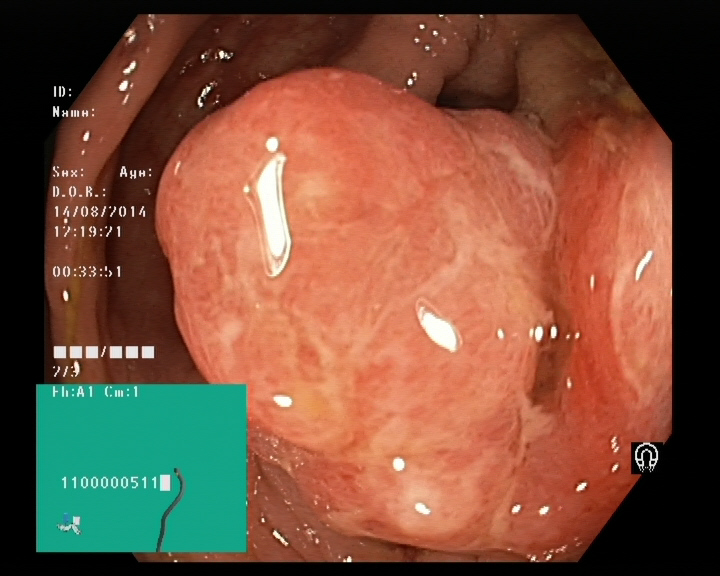 ID:
Name:
Sex: Age:
D.O.B.:
14/08/2014
12:19:21
00:33:51
■■■/■■■
2/3
Eh:A1 Cm:1
1100000511